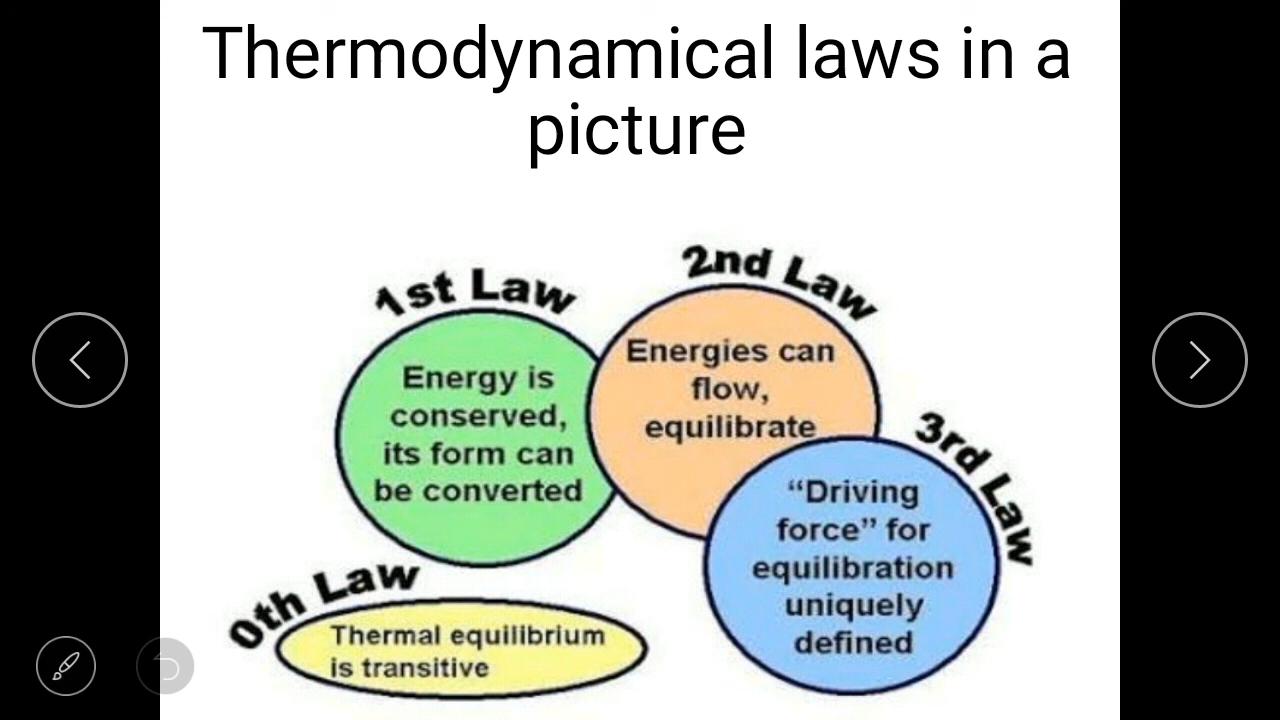 Thermodynamical laws in a
picture
1st Law
Energy is
conserved,
its form can
be converted
2nd Law
Energies can
flow,
equilibrate
3rd Law
“Driving
force” for
equilibration
uniquely
defined
0th Law
Thermal equilibrium
is transitive